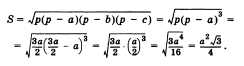 S = √(p(p − a)(p − b)(p − c)) = √(p(p − a)³) =
= √(3a/2 (3a/2 − a)³) = √(3a/2 · (a/2)³) = √(3a⁴/16) = a²√3/4 .